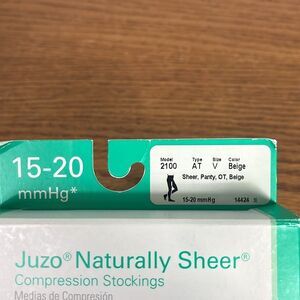 15-20
mmHg*
Model Type Size Color
2100 AT V Beige
Sheer, Panty, OT, Beige
15-20 mmHg 14424
Juzo® Naturally Sheer®
Compression Stockings
Medias de Compresión